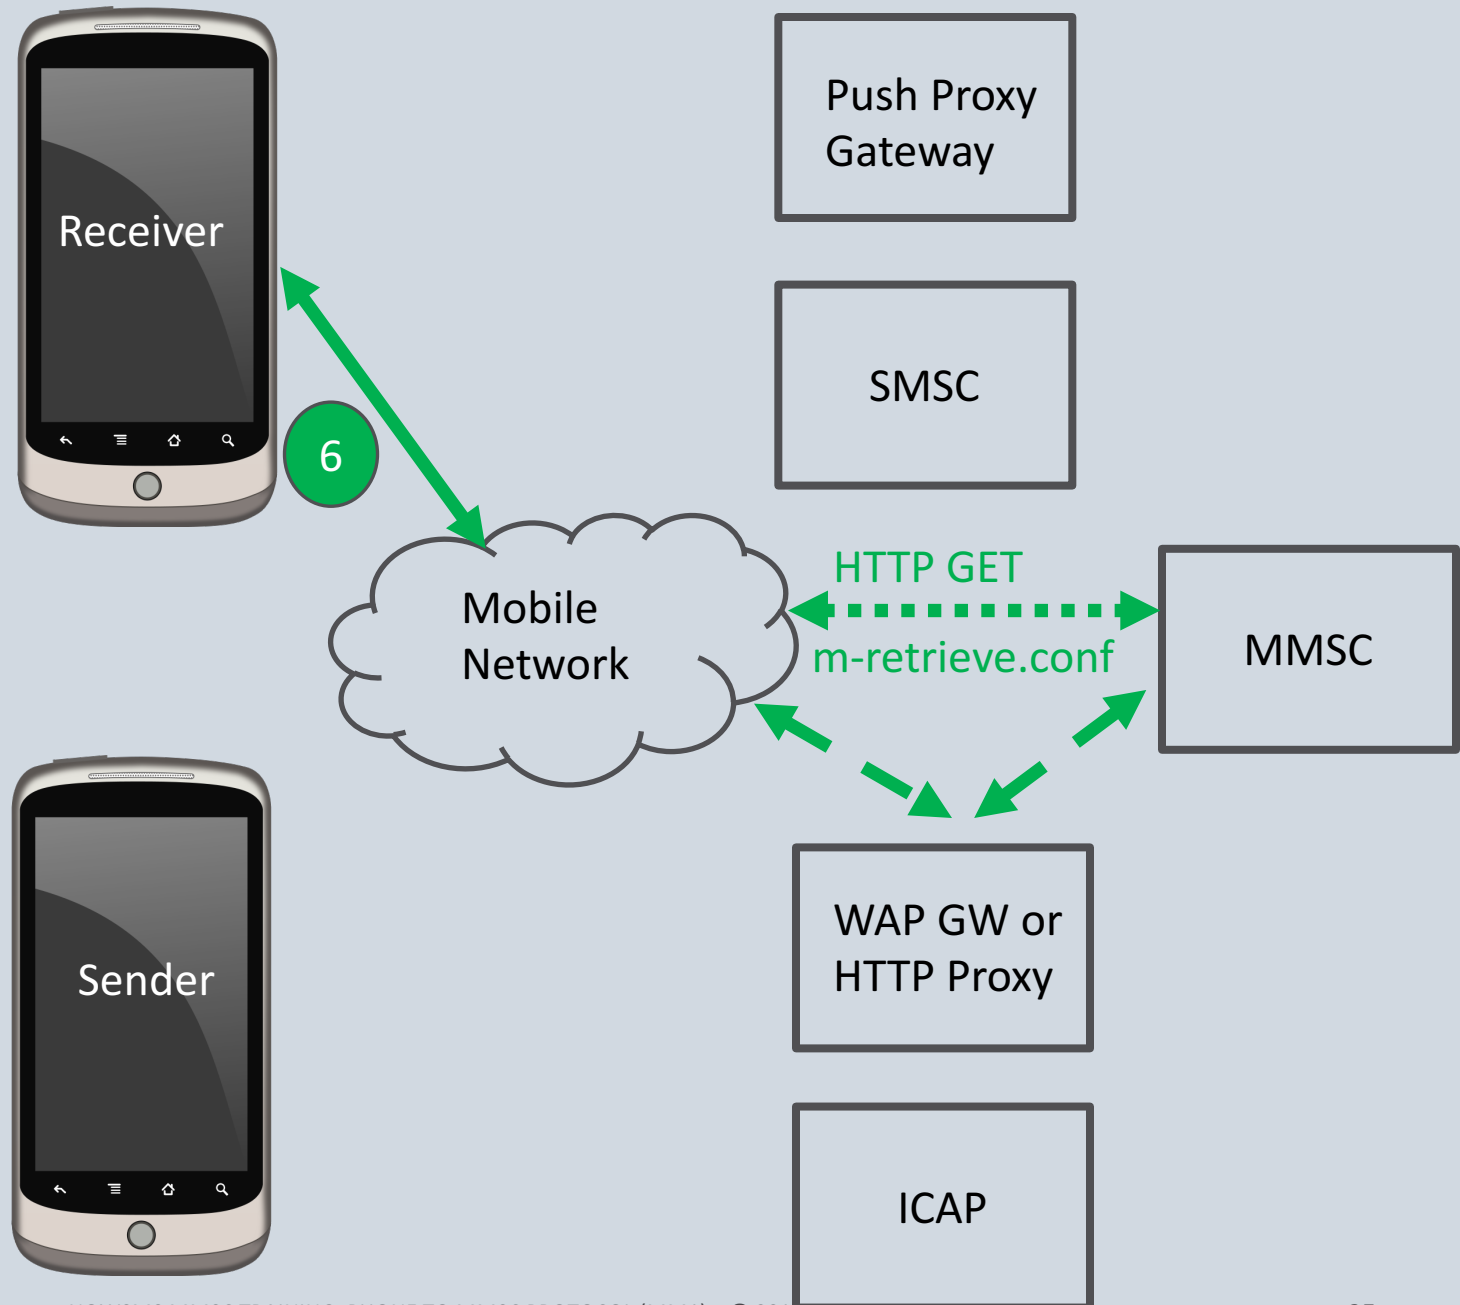 Push Proxy
Gateway
Receiver
SMSC
6
HTTP GET
Mobile
Network
m-retrieve.conf
MMSC
WAP GW or
HTTP Proxy
Sender
ICAP